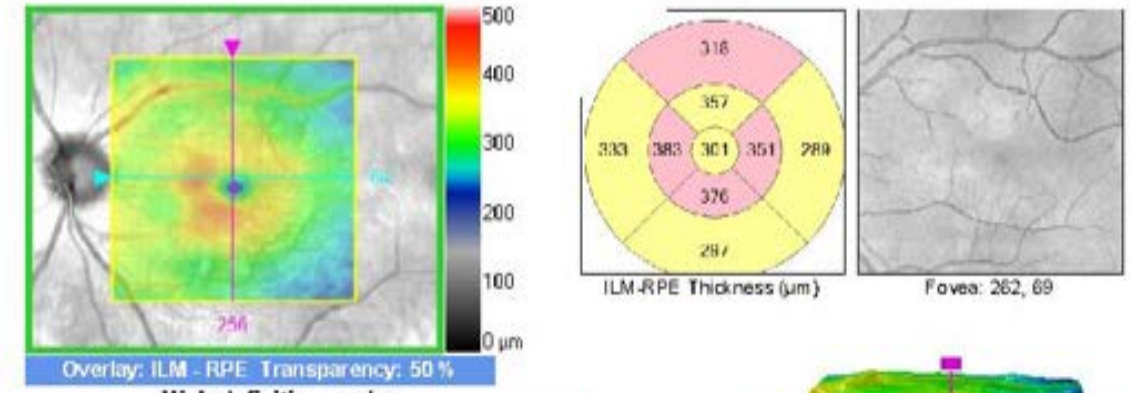 500
400
300
200
100
0 µm
256
Overlay: ILM - RPE Transparency: 50 %
318
357
333 383 301 351 289
376
297
ILM-RPE Thickness (µm)
Fovea: 262, 69